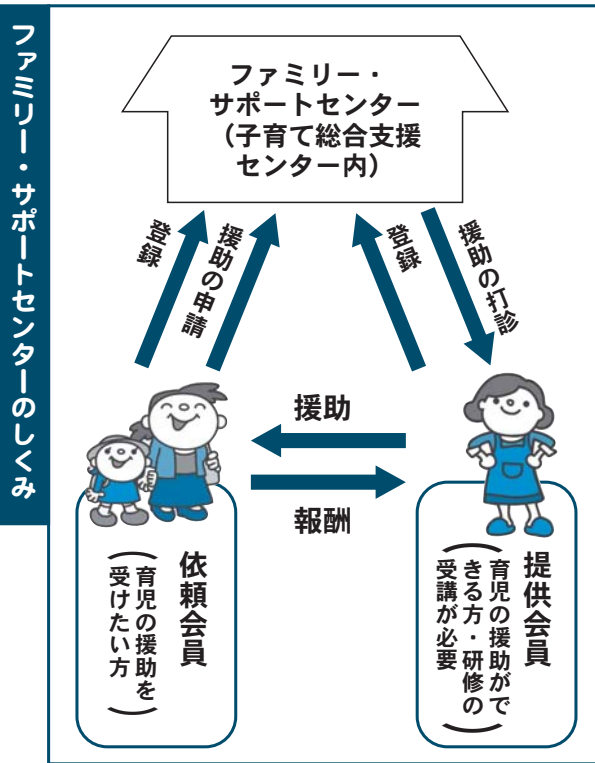 ファミリー・サポートセンターのしくみ
ファミリー・
サポートセンター
（子育て総合支援
センター内）
登録
援助の申請
登録
援助の打診
援助
報酬
依頼会員
（育児の援助を
受けたい方）
提供会員
（育児の援助がで
きる方・研修の
受講が必要）